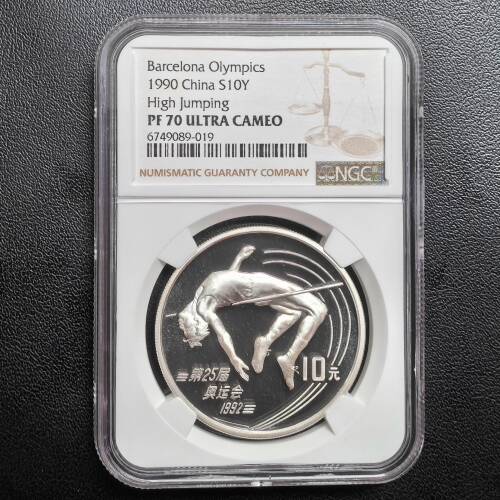 Barcelona Olympics
1990 China S10Y
High Jumping
PF 70 ULTRA CAMEO
6749089-019
NUMISMATIC GUARANTY COMPANY
NGC
10元
第25届
奥运会
1992